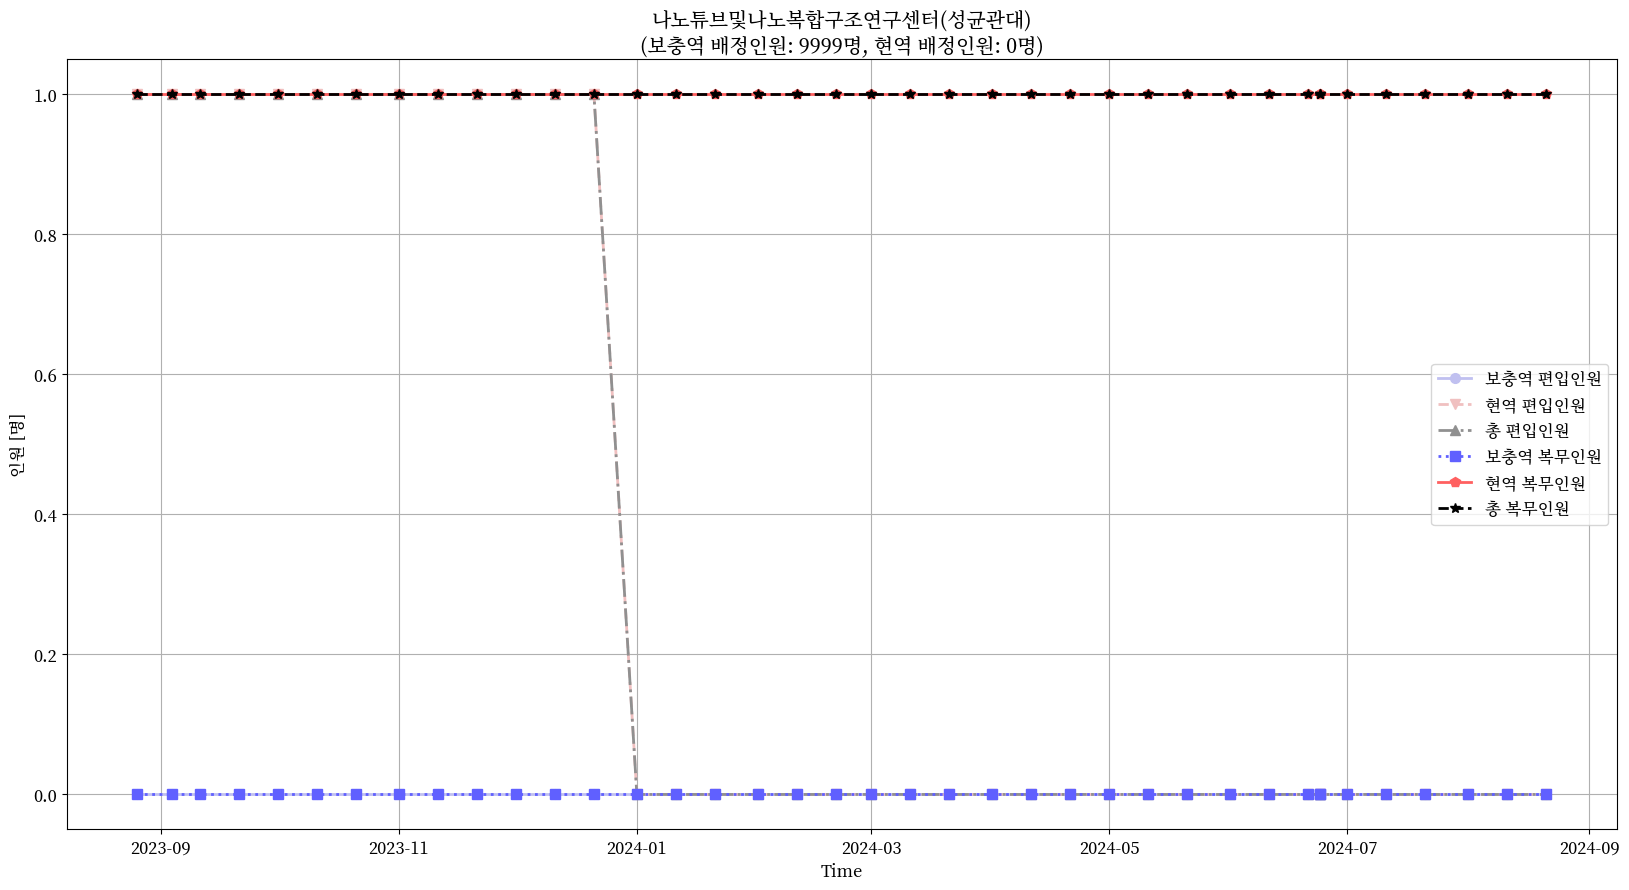 나노튜브및나노복합구조연구센터(성균관대)
(보충역 배정인원: 9999명, 현역 배정인원: 0명)
1.0
0.8
0.6
0.4
0.2
0.0
인원 [명]
보충역 편입인원
현역 편입인원
총 편입인원
보충역 복무인원
현역 복무인원
총 복무인원
2023-09
2023-11
2024-01
2024-03
2024-05
2024-07
2024-09
Time